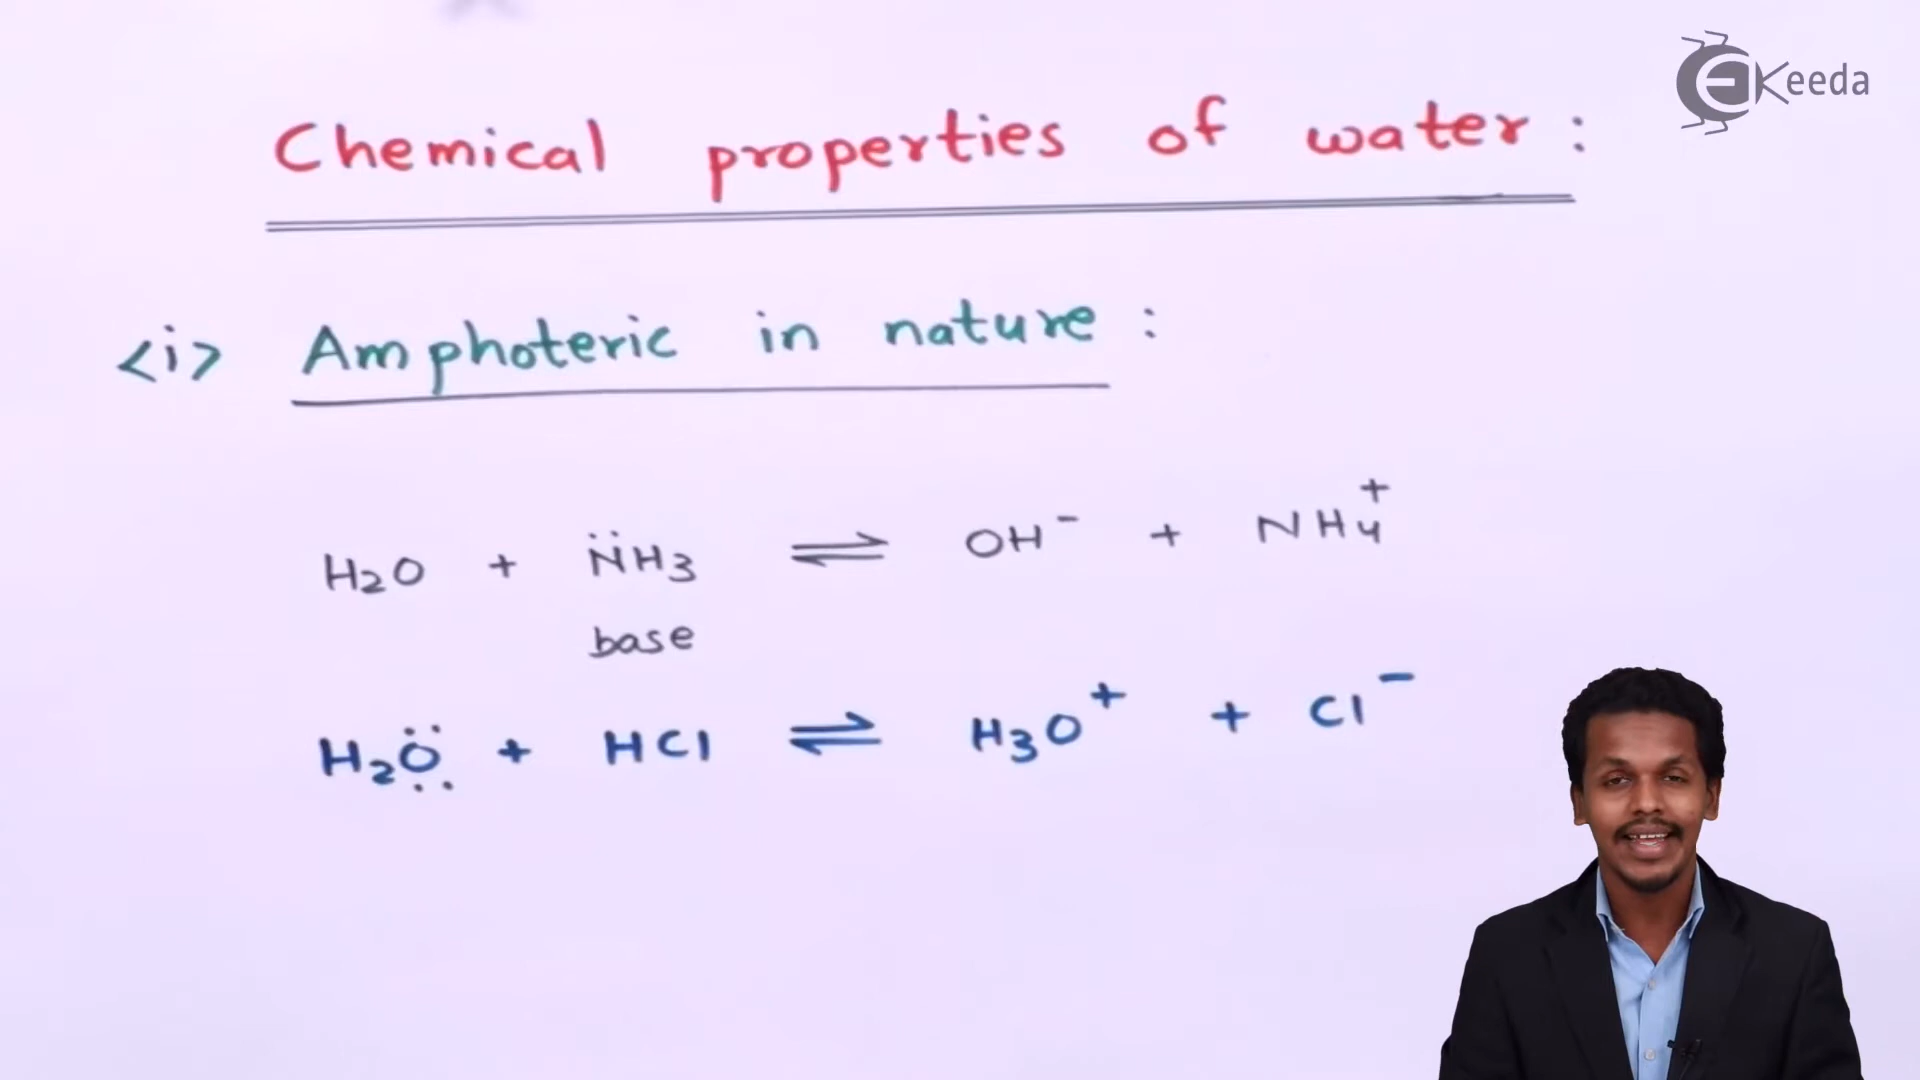 EKeeda
Chemical properties of water :
<i> Amphoteric in nature :
H₂O + N̈H₃ ⇌ OH⁻ + NH₄⁺
base
H₂Ö̤ + HCl ⇌ H₃O⁺ + Cl⁻